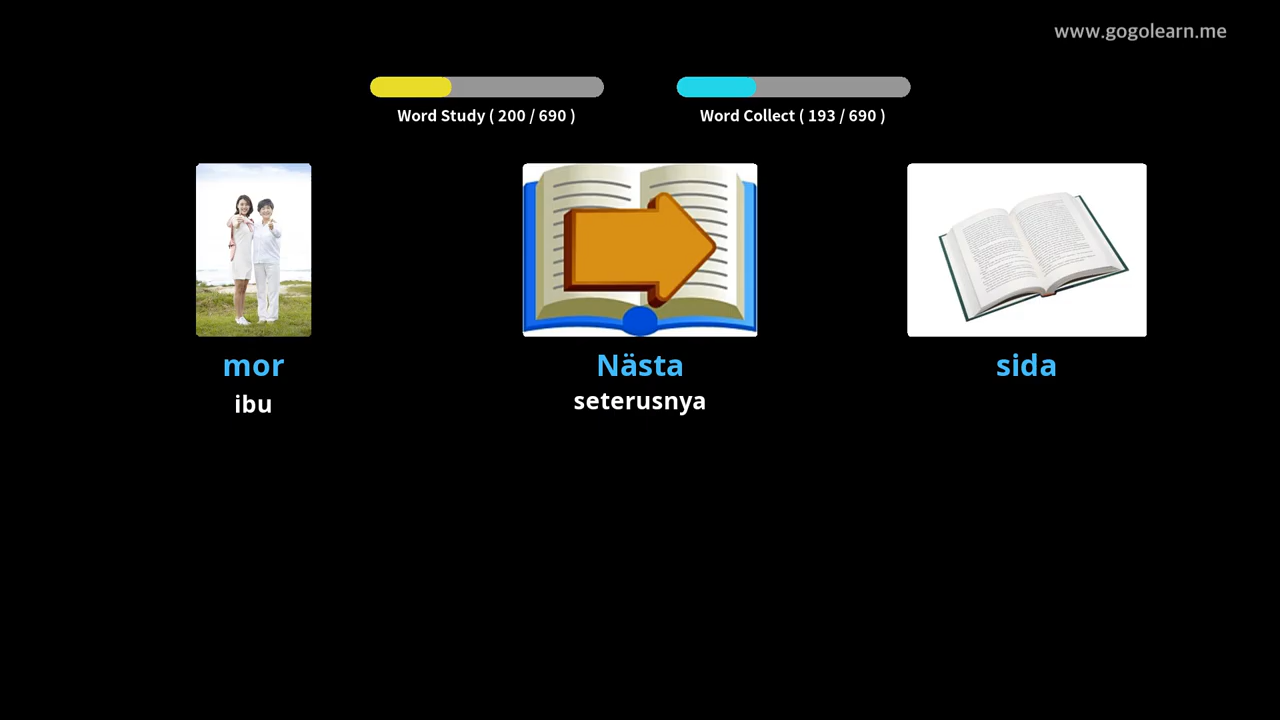 www.gogolearn.me
Word Study ( 200 / 690 )
Word Collect ( 193 / 690 )
mor
ibu
Nästa
seterusnya
sida